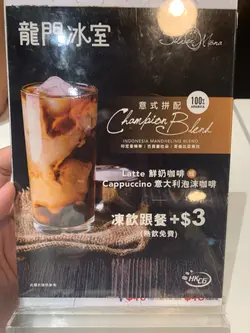 龍門冰室
100%
意式拼配
Champion Blend
INDONESIA MANDHELING BLEND
Latte 鮮奶咖啡
Cappuccino 意大利泡沫咖啡
凍飲跟餐 +$3
(熱飲免費)
HKCG